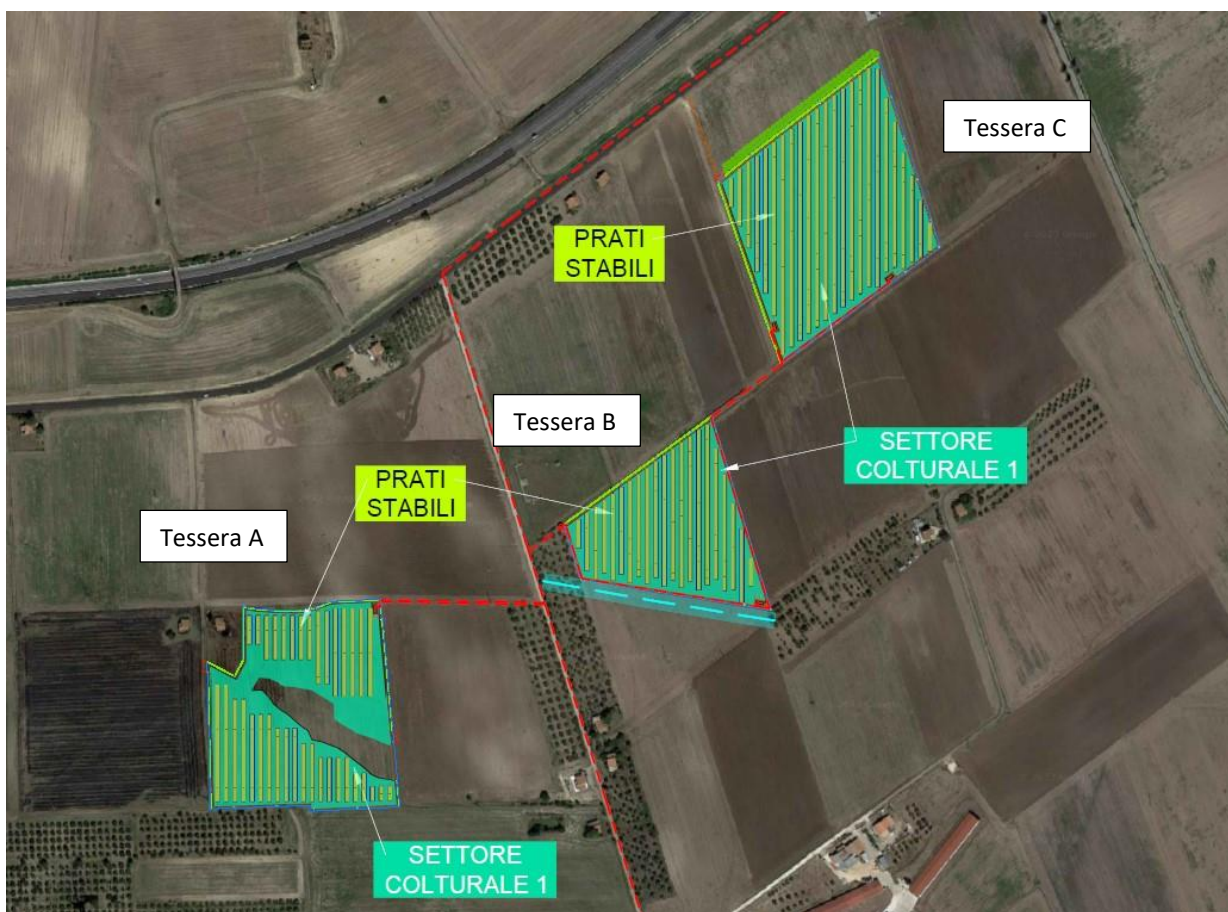 Tessera C
PRATI
STABILI
Tessera B
SETTORE
COLTURALE 1
PRATI
STABILI
Tessera A
SETTORE
COLTURALE 1